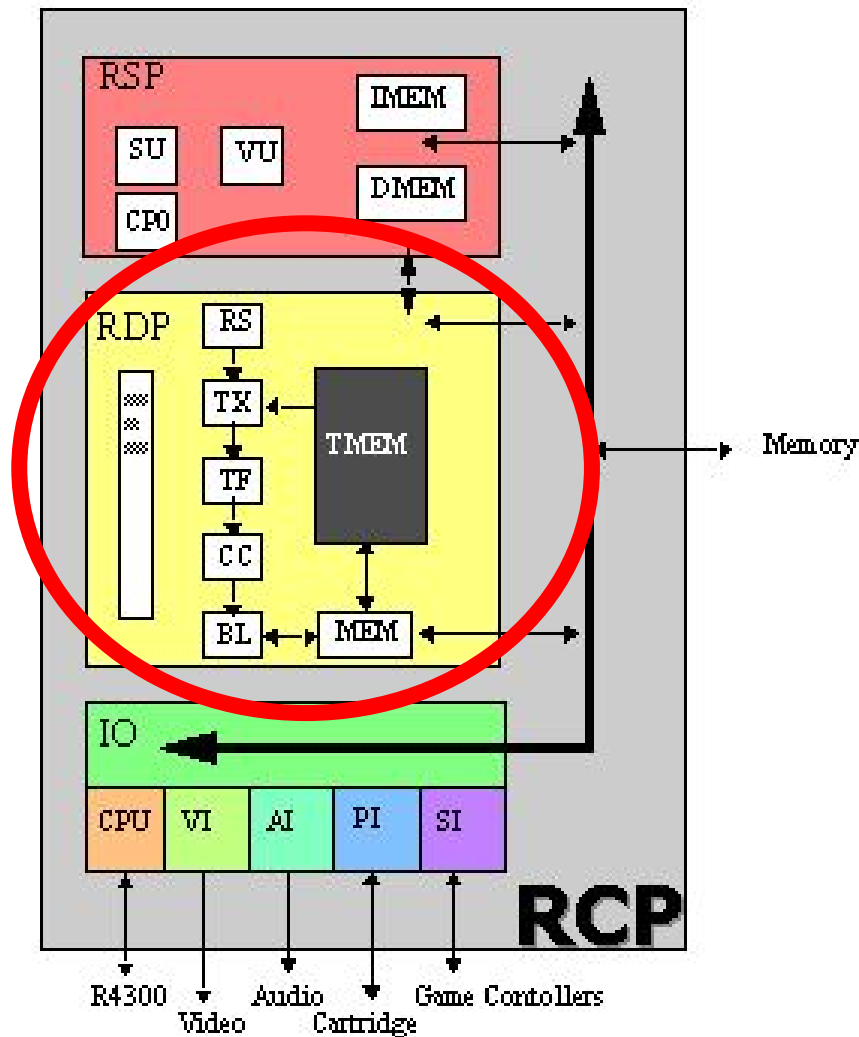 RSP
IMEM
SU
VU
DMEM
CP0
RDP
RS
TX
TMEM
TF
CC
BL
MEM
Memory
IO
CPU
VI
AI
PI
SI
RCP
R4300
Audio
Game Contollers
Video
Cartridge